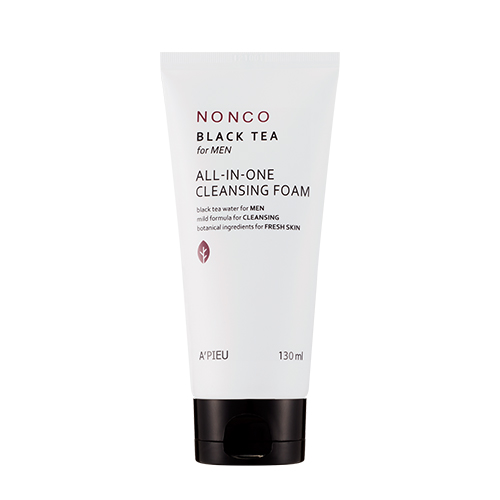 NONCO
BLACK TEA
for MEN
ALL-IN-ONE
CLEANSING FOAM
black tea water for MEN
mild formula for CLEANSING
botanical ingredients for FRESH SKIN
A'PIEU 130 ml